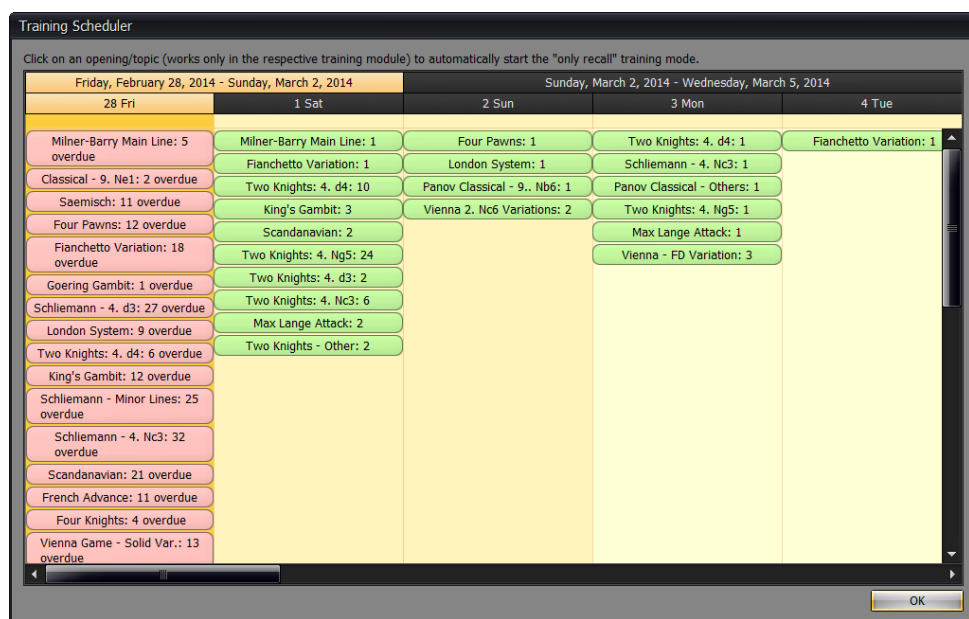 Training Scheduler
Click on an opening/topic (works only in the respective training module) to automatically start the "only recall" training mode.
Friday, February 28, 2014 - Sunday, March 2, 2014
Sunday, March 2, 2014 - Wednesday, March 5, 2014
28 Fri
1 Sat
2 Sun
3 Mon
4 Tue
Milner-Barry Main Line: 5
overdue
Classical - 9. Ne1: 2 overdue
Saemisch: 11 overdue
Four Pawns: 12 overdue
Fianchetto Variation: 18
overdue
Goering Gambit: 1 overdue
Schliemann - 4. d3: 27 overdue
London System: 9 overdue
Two Knights: 4. d4: 6 overdue
King's Gambit: 12 overdue
Schliemann - Minor Lines: 25
overdue
Schliemann - 4. Nc3: 32
overdue
Scandanavian: 21 overdue
French Advance: 11 overdue
Four Knights: 4 overdue
Vienna Game - Solid Var.: 13
overdue
Milner-Barry Main Line: 1
Fianchetto Variation: 1
Two Knights: 4. d4: 10
King's Gambit: 3
Scandanavian: 2
Two Knights: 4. Ng5: 24
Two Knights: 4. d3: 2
Two Knights: 4. Nc3: 6
Max Lange Attack: 2
Two Knights - Other: 2
Four Pawns: 1
London System: 1
Panov Classical - 9.. Nb6: 1
Vienna 2. Nc6 Variations: 2
Two Knights: 4. d4: 1
Schliemann - 4. Nc3: 1
Panov Classical - Others: 1
Two Knights: 4. Ng5: 1
Max Lange Attack: 1
Vienna - FD Variation: 3
Fianchetto Variation: 1
OK